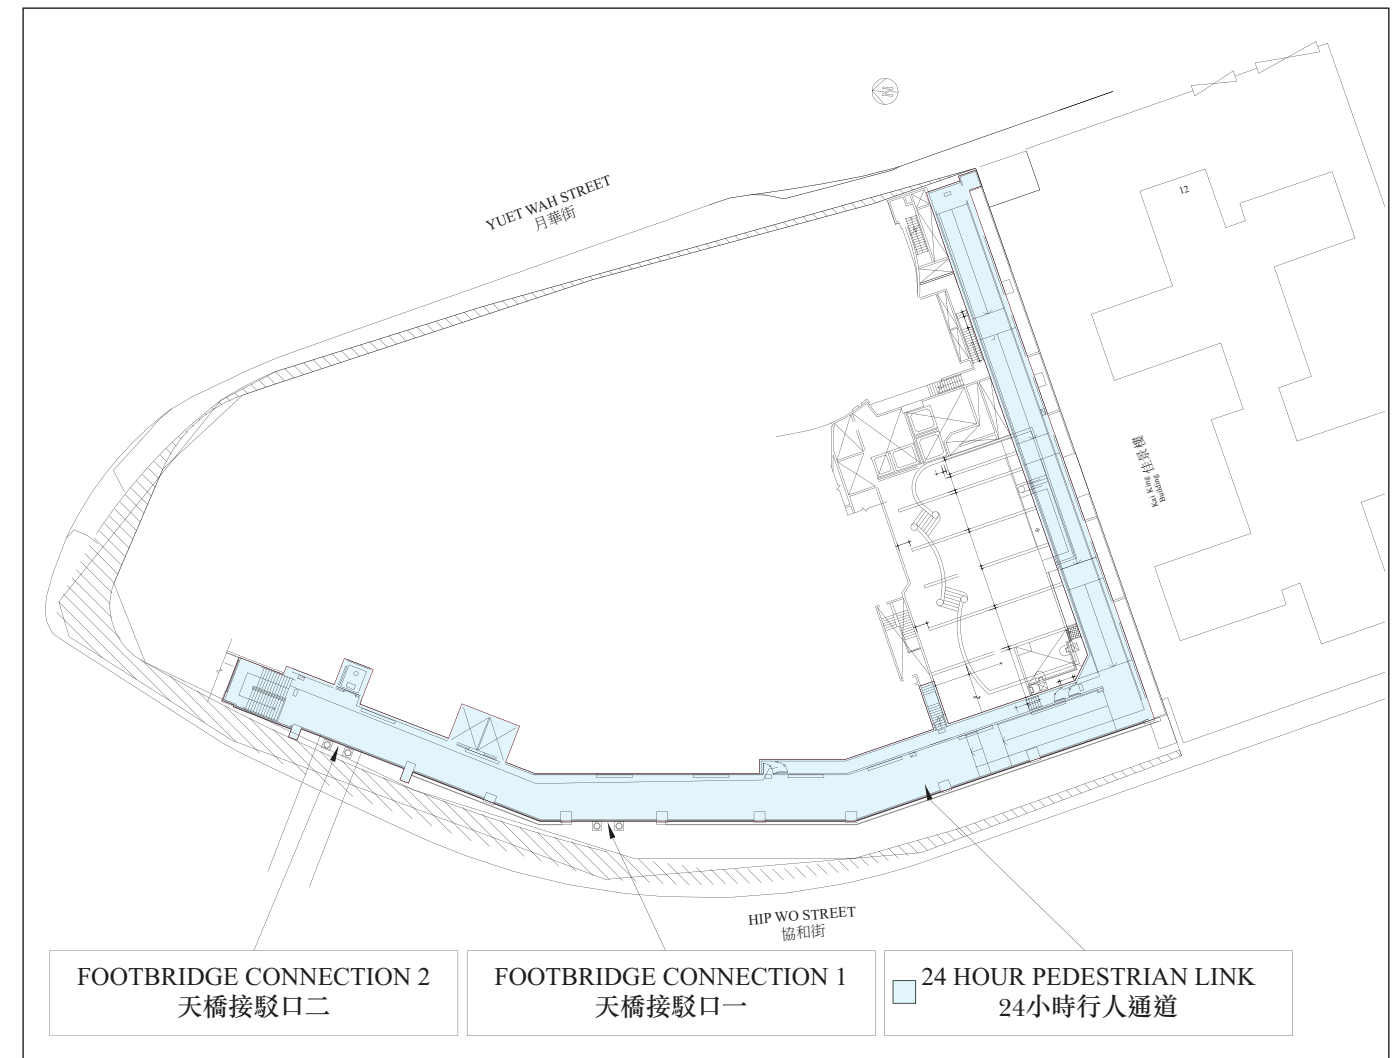 YUET WAH STREET
月華街
12
Kai King 佳景樓
Building
HIP WO STREET
協和街
FOOTBRIDGE CONNECTION 2
天橋接駁口二
FOOTBRIDGE CONNECTION 1
天橋接駁口一
24 HOUR PEDESTRIAN LINK
24小時行人通道